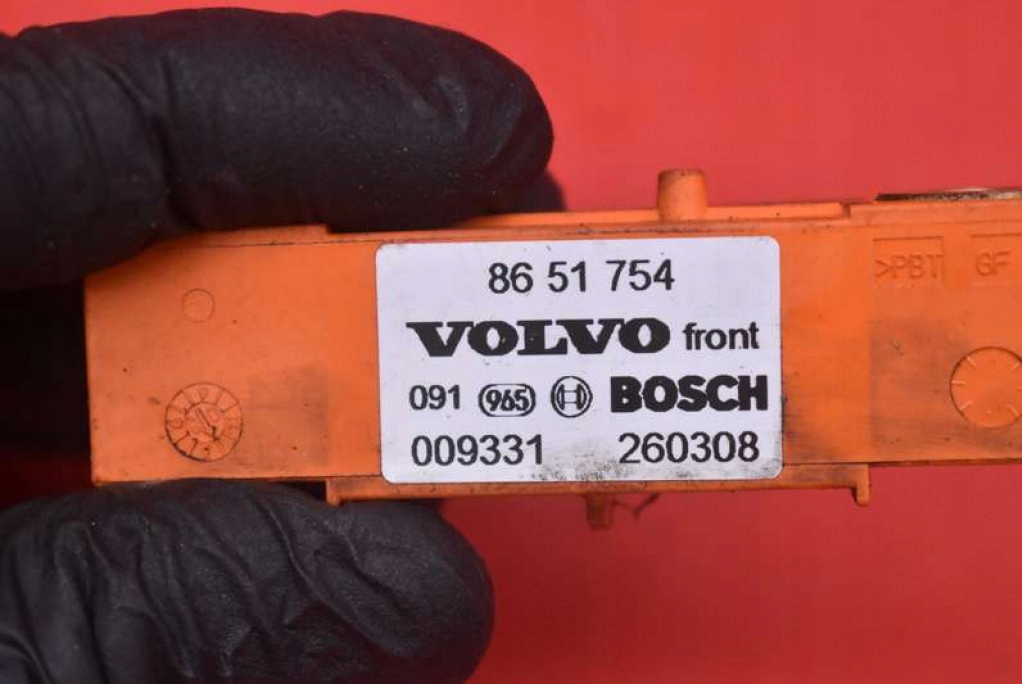 86 51 754
VOLVO front
091 965 BOSCH
009331 260308
>PBT GF